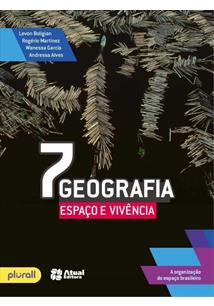 Levon Boligian
Rogério Martinez
Wanessa Garcia
Andressa Alves
7 GEOGRAFIA
ESPAÇO E VIVÊNCIA
A organização
do espaço brasileiro
plurall
Atual
Editora